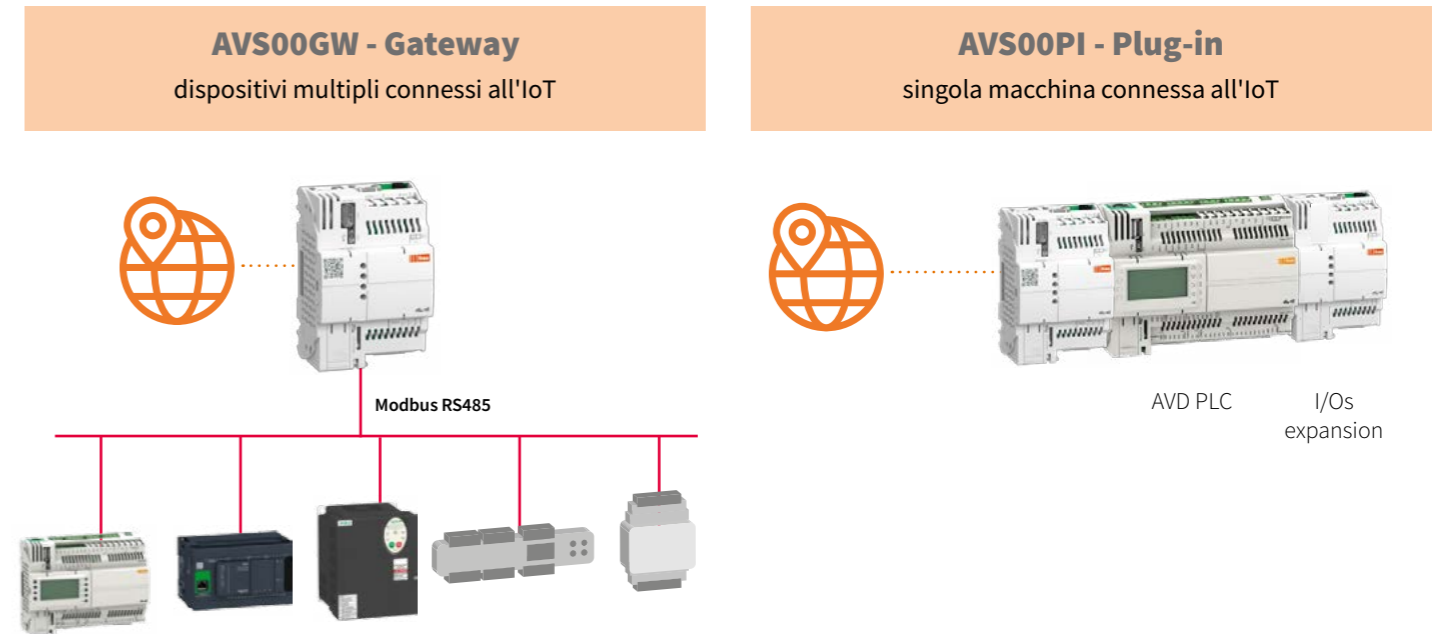 AVS00GW - Gateway
dispositivi multipli connessi all'IoT
AVS00PI - Plug-in
singola macchina connessa all'IoT
Modbus RS485
AVD PLC
I/Os
expansion